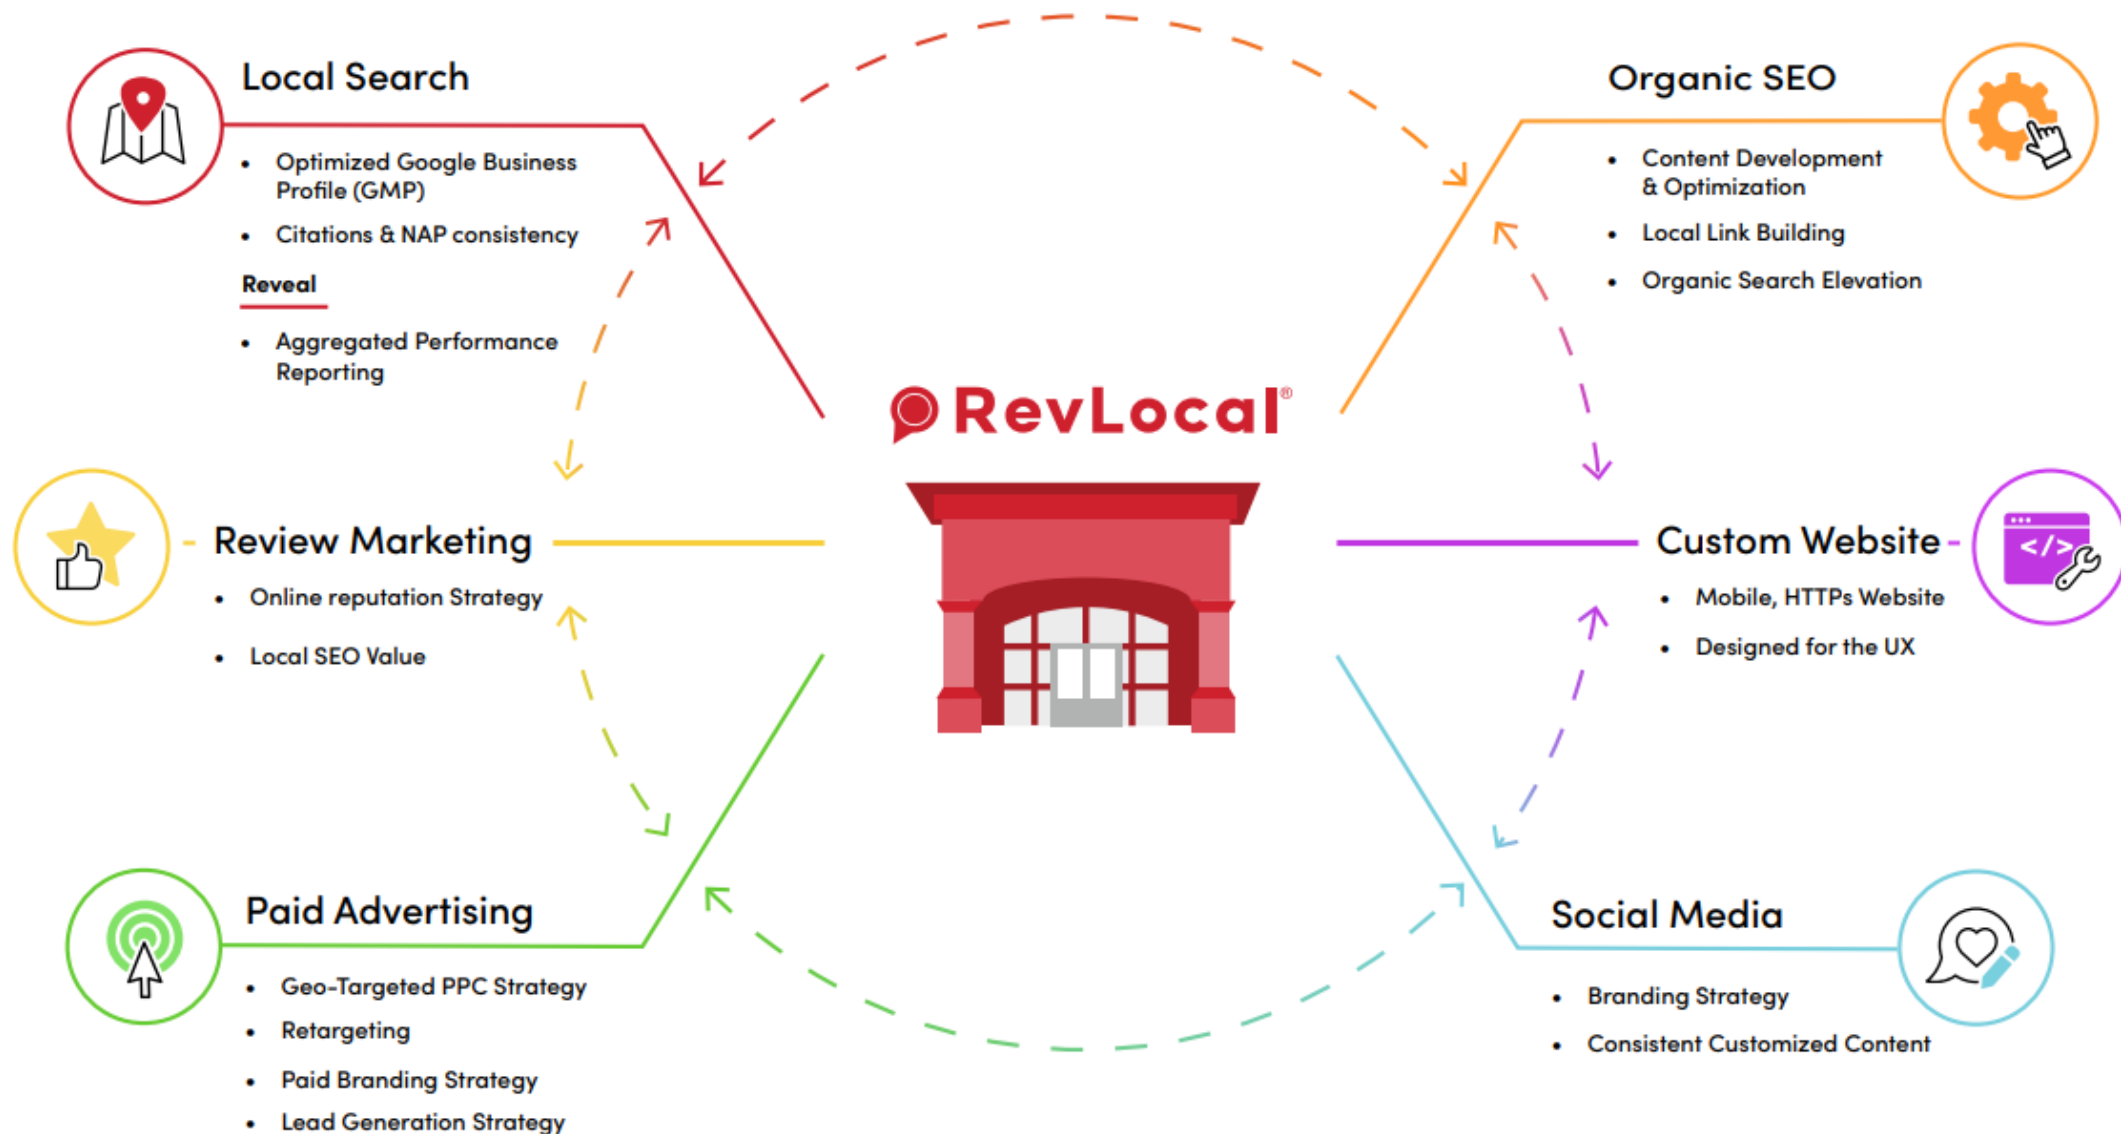 Local Search
• Optimized Google Business
Profile (GMP)
• Citations & NAP consistency
Reveal
• Aggregated Performance
Reporting
Organic SEO
• Content Development
& Optimization
• Local Link Building
• Organic Search Elevation
RevLocal®
Review Marketing
• Online reputation Strategy
• Local SEO Value
Custom Website
</>
• Mobile, HTTPs Website
• Designed for the UX
Paid Advertising
• Geo-Targeted PPC Strategy
• Retargeting
• Paid Branding Strategy
• Lead Generation Strategy
Social Media
• Branding Strategy
• Consistent Customized Content